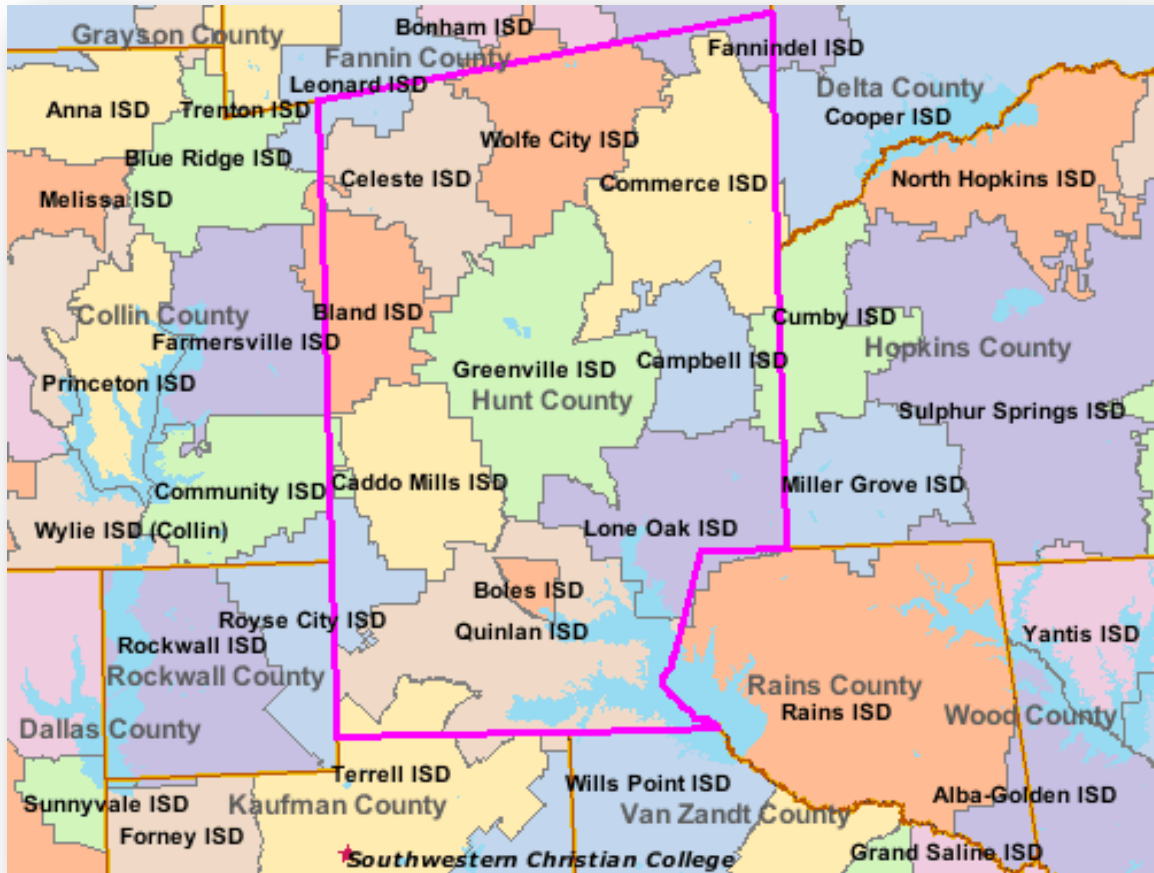 Bonham ISD
Grayson County
Fannindel ISD
Fannin County
Leonard ISD
Delta County
Anna ISD
Trenton ISD
Cooper ISD
Wolfe City ISD
Blue Ridge ISD
Celeste ISD
Commerce ISD
North Hopkins ISD
Melissa ISD
Collin County
Bland ISD
Cumby ISD
Farmersville ISD
Hopkins County
Campbell ISD
Greenville ISD
Princeton ISD
Hunt County
Sulphur Springs ISD
Caddo Mills ISD
Miller Grove ISD
Community ISD
Wylie ISD (Collin)
Lone Oak ISD
Boles ISD
Royse City ISD
Quinlan ISD
Yantis ISD
Rockwall ISD
Rockwall County
Rains County
Rains ISD
Wood County
Dallas County
Terrell ISD
Wills Point ISD
Alba-Golden ISD
Sunnyvale ISD
Kaufman County
Van Zandt County
Forney ISD
Grand Saline ISD
Southwestern Christian College